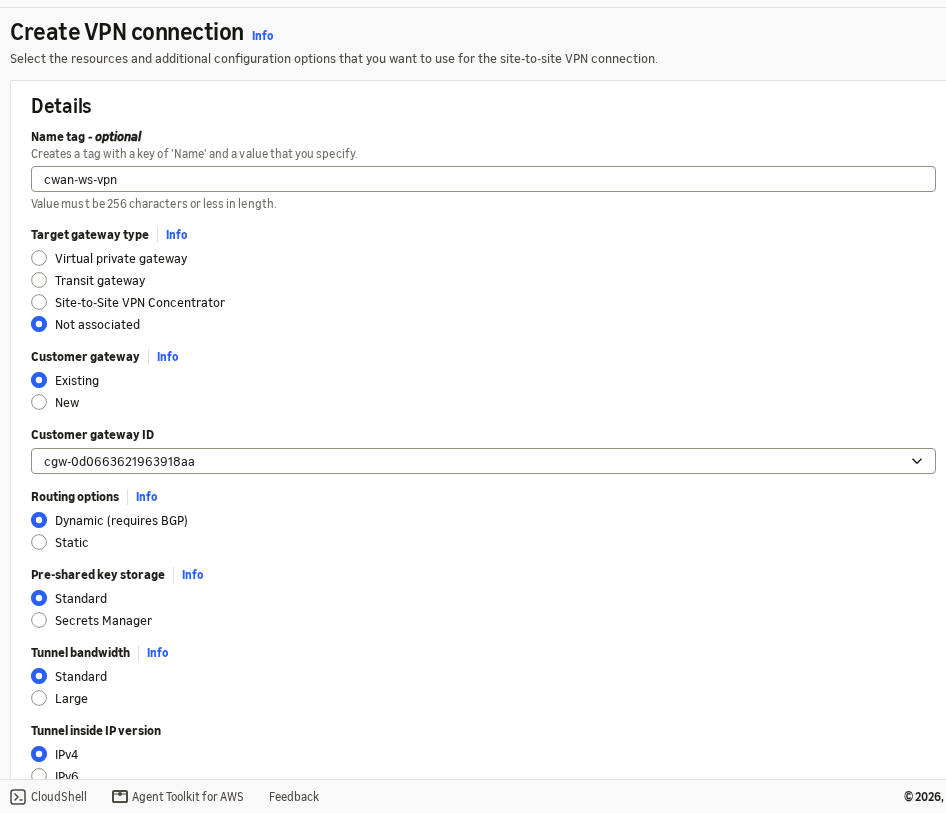 Create VPN connection Info
Select the resources and additional configuration options that you want to use for the site-to-site VPN connection.
Details
Name tag - optional
Creates a tag with a key of 'Name' and a value that you specify.
cwan-ws-vpn
Value must be 256 characters or less in length.
Target gateway type Info
Virtual private gateway
Transit gateway
Site-to-Site VPN Concentrator
Not associated
Customer gateway Info
Existing
New
Customer gateway ID
cgw-0d0663621963918aa
Routing options Info
Dynamic (requires BGP)
Static
Pre-shared key storage Info
Standard
Secrets Manager
Tunnel bandwidth Info
Standard
Large
Tunnel inside IP version
IPv4
IPv6
CloudShell Agent Toolkit for AWS Feedback © 2026,